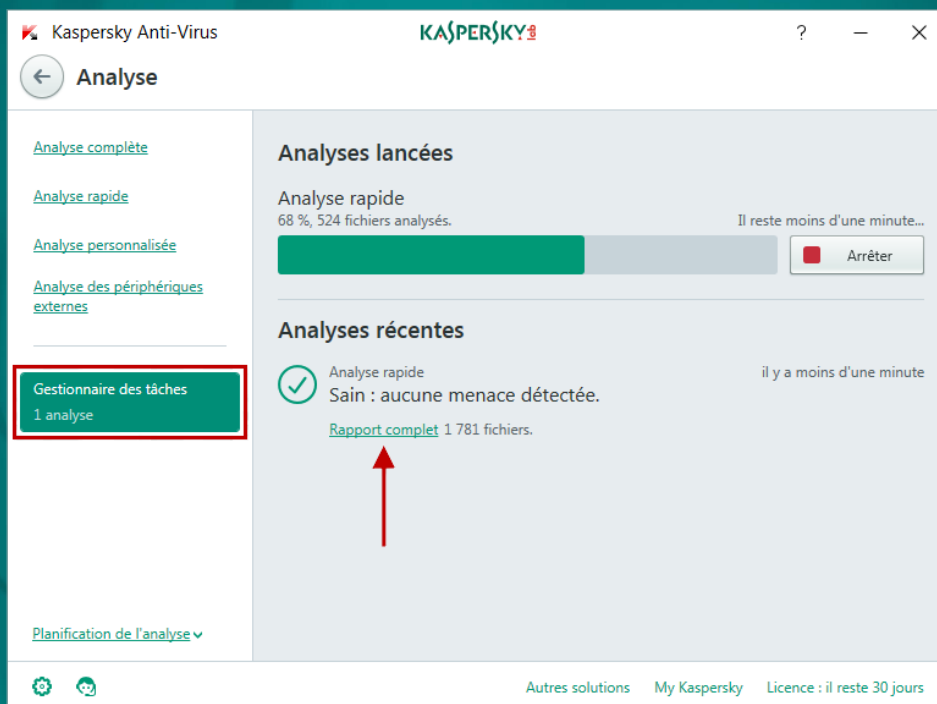 Kaspersky Anti-Virus
KASPERSKY lab
?
Analyse
Analyse complète
Analyse rapide
Analyse personnalisée
Analyse des périphériques
externes
Gestionnaire des tâches
1 analyse
Planification de l'analyse
Analyses lancées
Analyse rapide
68 %, 524 fichiers analysés.
Il reste moins d'une minute...
Arrêter
Analyses récentes
Analyse rapide
il y a moins d'une minute
Sain : aucune menace détectée.
Rapport complet 1 781 fichiers.
Autres solutions
My Kaspersky
Licence : il reste 30 jours